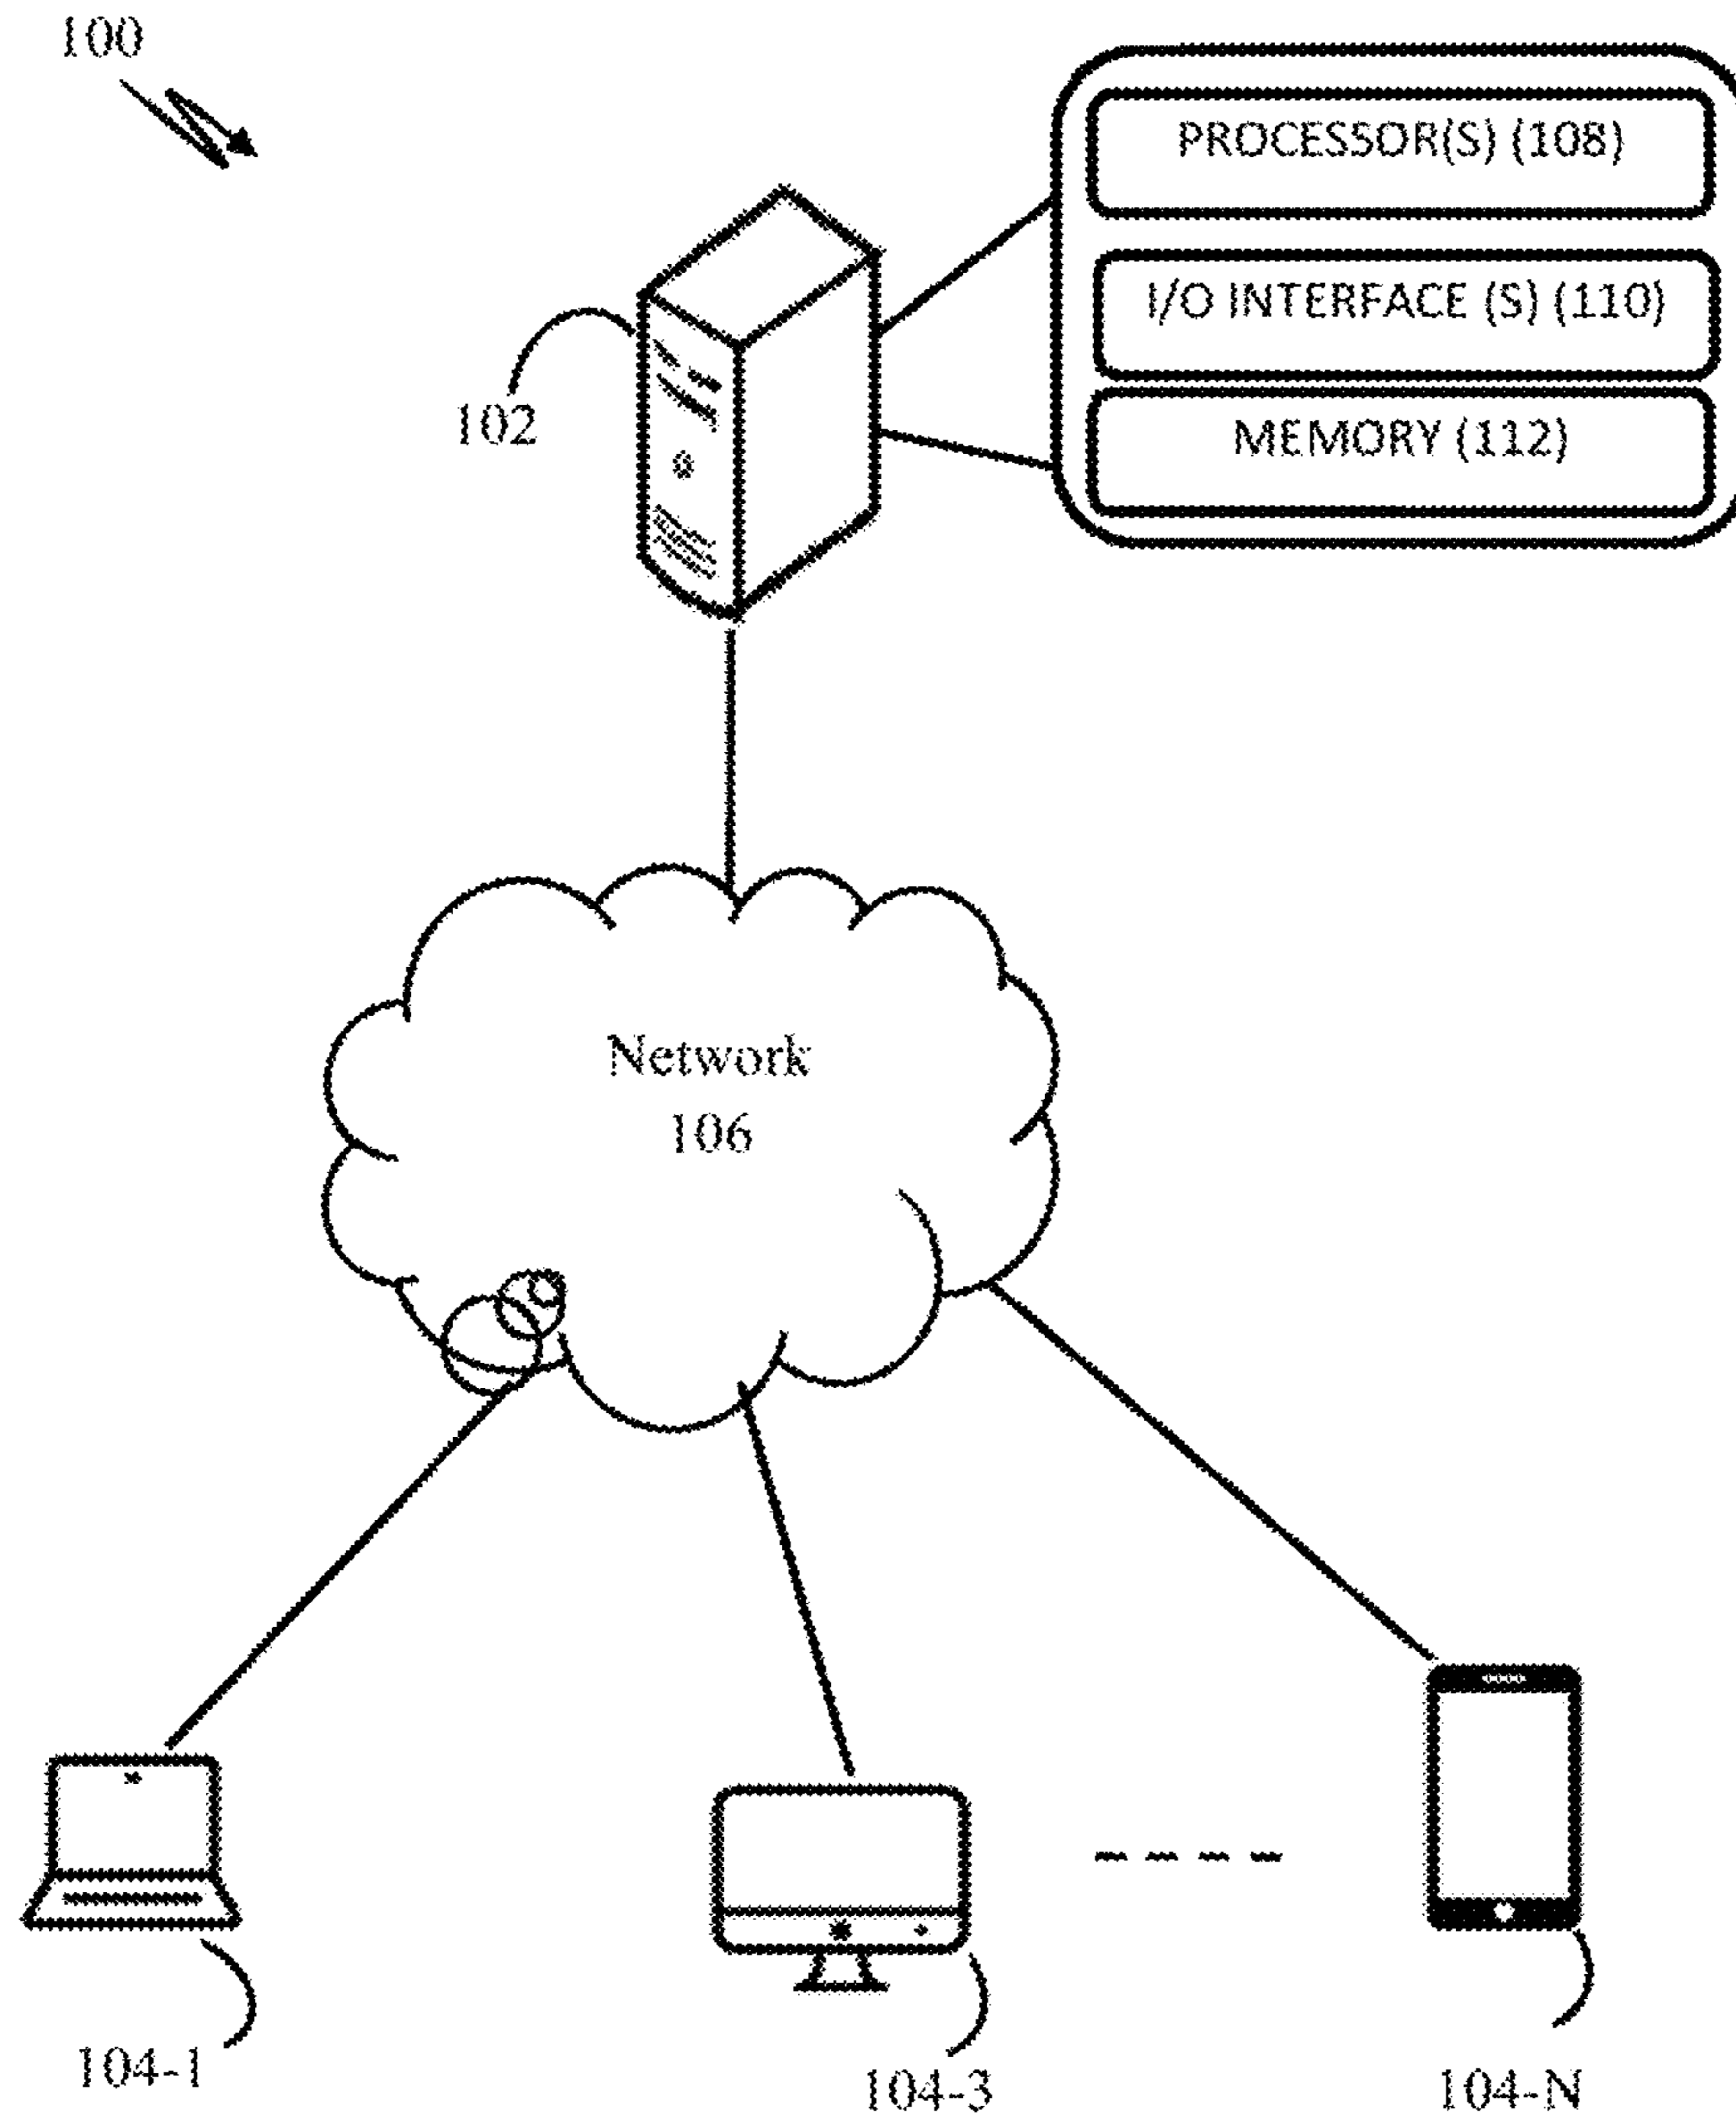 100
PROCESSOR(S) (108)
I/O INTERFACE (S) (110)
MEMORY (112)
102
Network
106
104-1
104-3
104-N